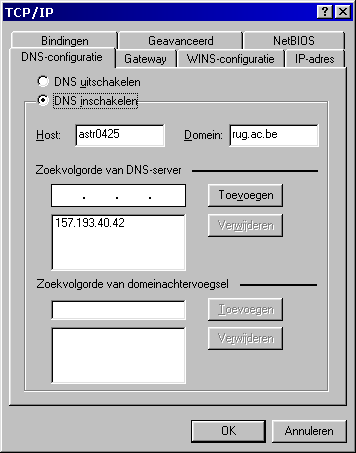 TCP/IP
Bindingen Geavanceerd NetBIOS
DNS-configuratie Gateway WINS-configuratie IP-adres
DNS uitschakelen
DNS inschakelen
Host: astr0425 Domein: rug.ac.be
Zoekvolgorde van DNS-server
. . . Toevoegen
157.193.40.42 Verwijderen
Zoekvolgorde van domeinachtervoegsel
Toevoegen
Verwijderen
OK Annuleren